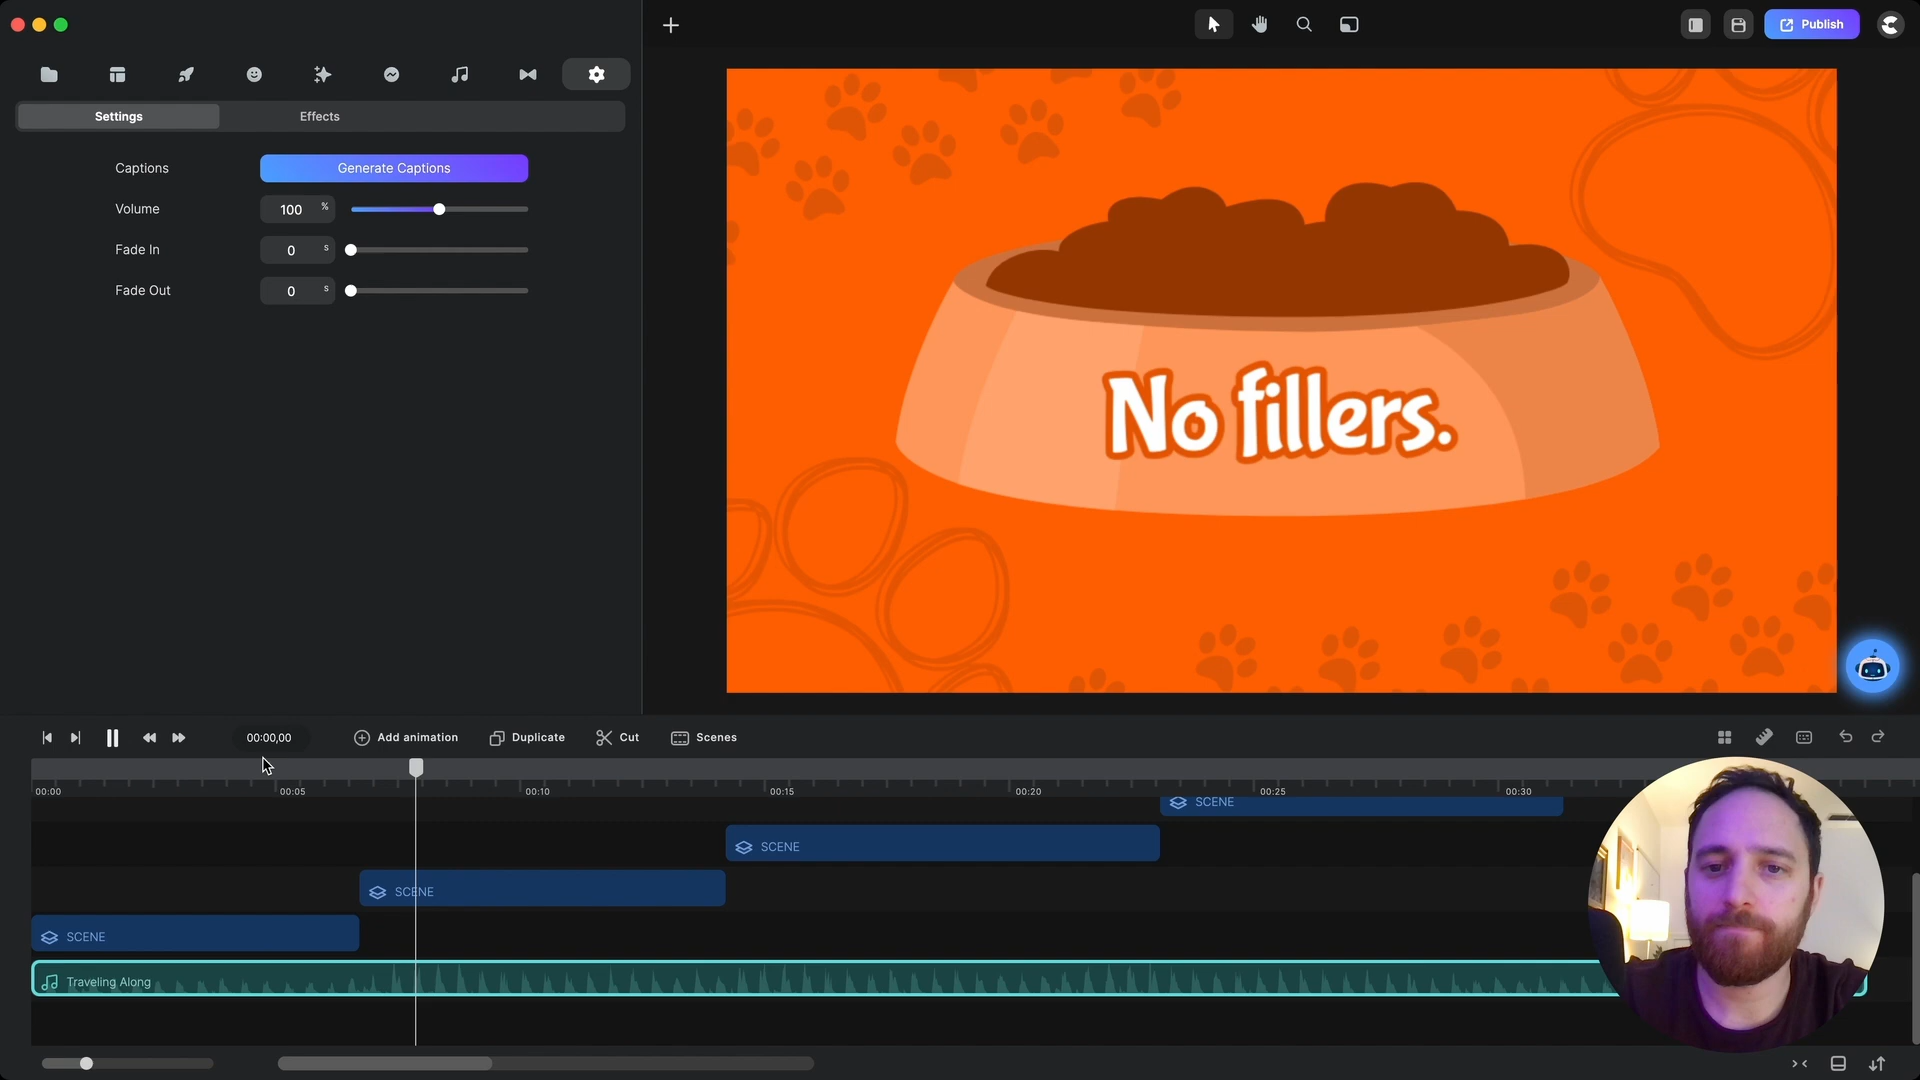 Publish
Settings
Effects
Captions
Generate Captions
Volume
100 %
Fade In
0 s
Fade Out
0 s
No fillers.
00:00,00
Add animation
Duplicate
Cut
Scenes
00:00
00:05
00:10
00:15
00:20
00:25
00:30
SCENE
SCENE
SCENE
SCENE
Traveling Along